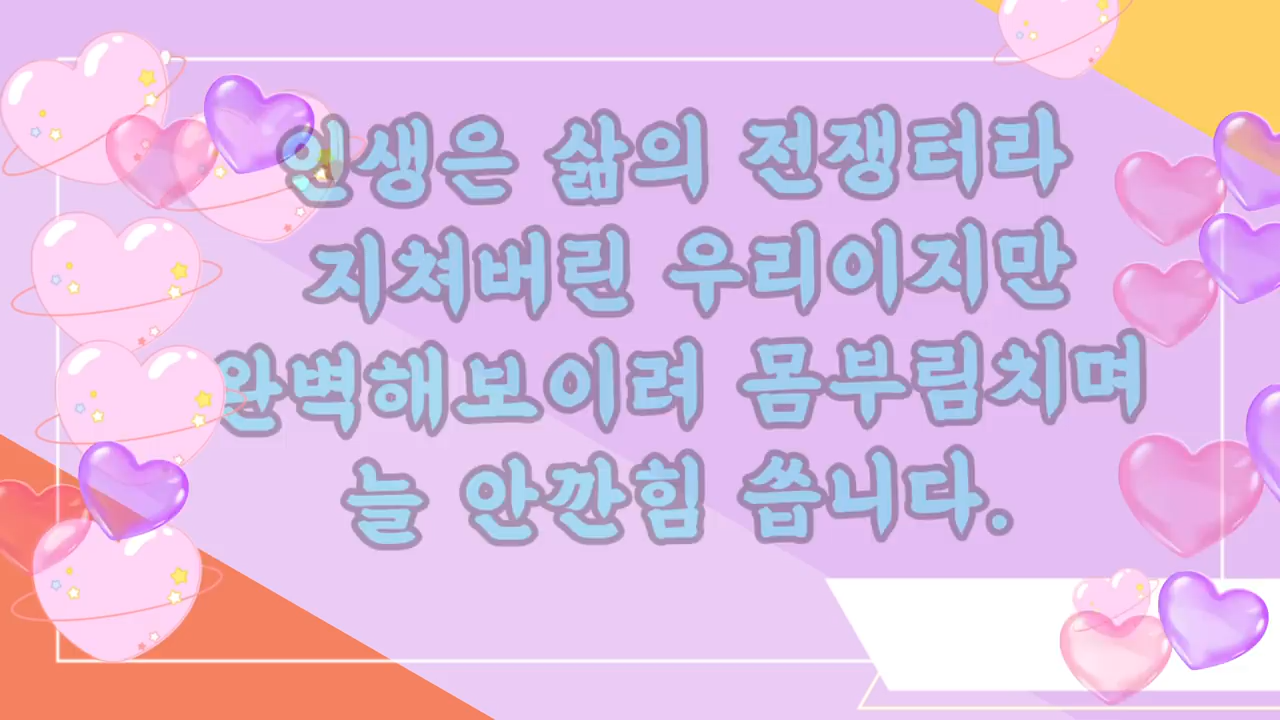 인생은 삶의 전쟁터라
지쳐버린 우리이지만
완벽해보이려 몸부림치며
늘 안깐힘 씁니다.